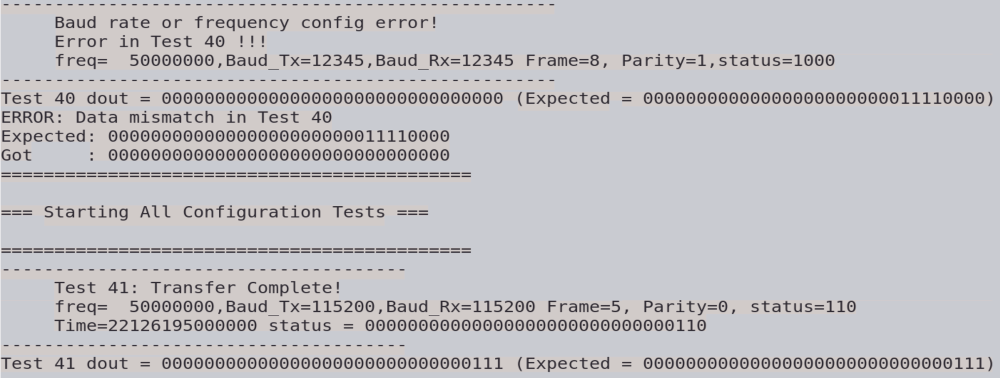 ----------------------------------------------------
     Baud rate or frequency config error!
     Error in Test 40 !!!
     freq=  50000000,Baud_Tx=12345,Baud_Rx=12345 Frame=8, Parity=1,status=1000
----------------------------------------------------
Test 40 dout = 00000000000000000000000000000000 (Expected = 00000000000000000000000011110000)
ERROR: Data mismatch in Test 40
Expected: 00000000000000000000000011110000
Got     : 00000000000000000000000000000000
============================================

=== Starting All Configuration Tests ===

============================================
--------------------------------------
     Test 41: Transfer Complete!
     freq=  50000000,Baud_Tx=115200,Baud_Rx=115200 Frame=5, Parity=0, status=110
     Time=22126195000000 status = 00000000000000000000000000000110
--------------------------------------
Test 41 dout = 00000000000000000000000000000111 (Expected = 00000000000000000000000000000111)